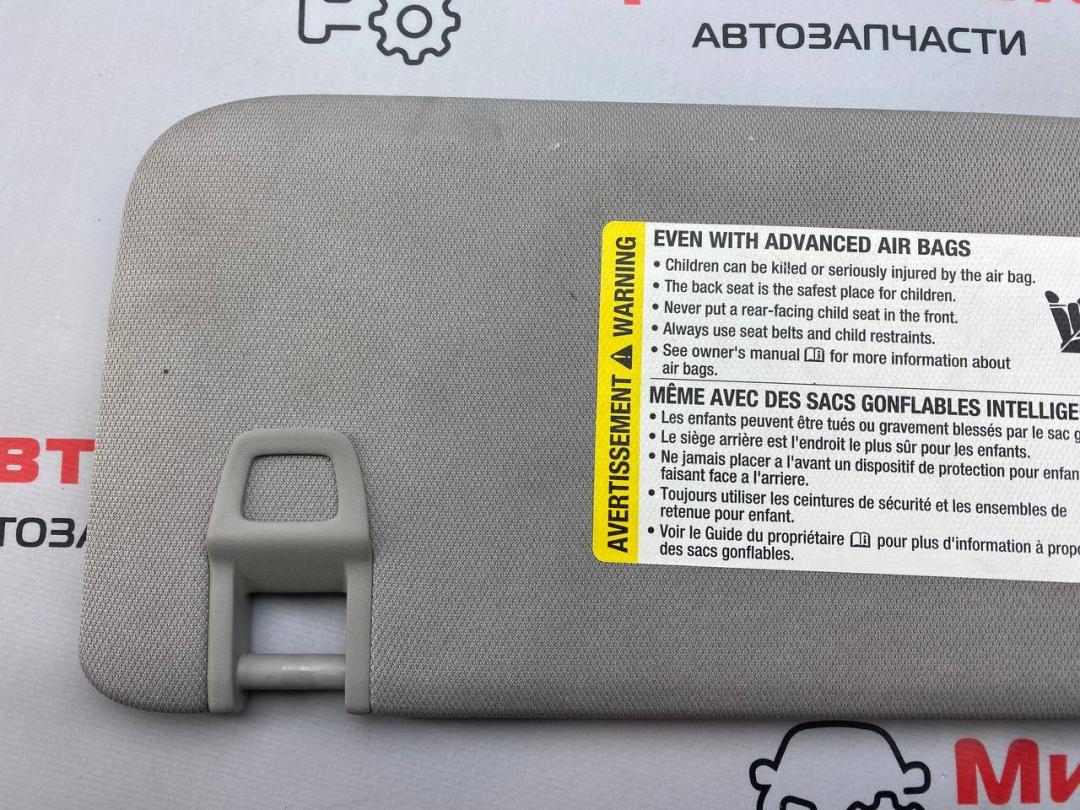 АВТОЗАПЧАСТИ
AVERTISSEMENT WARNING
EVEN WITH ADVANCED AIR BAGS
• Children can be killed or seriously injured by the air bag.
• The back seat is the safest place for children.
• Never put a rear-facing child seat in the front.
• Always use seat belts and child restraints.
• See owner's manual for more information about
air bags.
MÊME AVEC DES SACS GONFLABLES INTELLIGE
• Les enfants peuvent être tués ou gravement blessés par le sac g
• Le siège arrière est l'endroit le plus sûr pour les enfants.
• Ne jamais placer a l'avant un dispositif de protection pour enfan
faisant face a l'arriere.
• Toujours utiliser les ceintures de sécurité et les ensembles de
retenue pour enfant.
• Voir le Guide du propriétaire pour plus d'information à propo
des sacs gonflables.
вт
ТОЗА
Ми